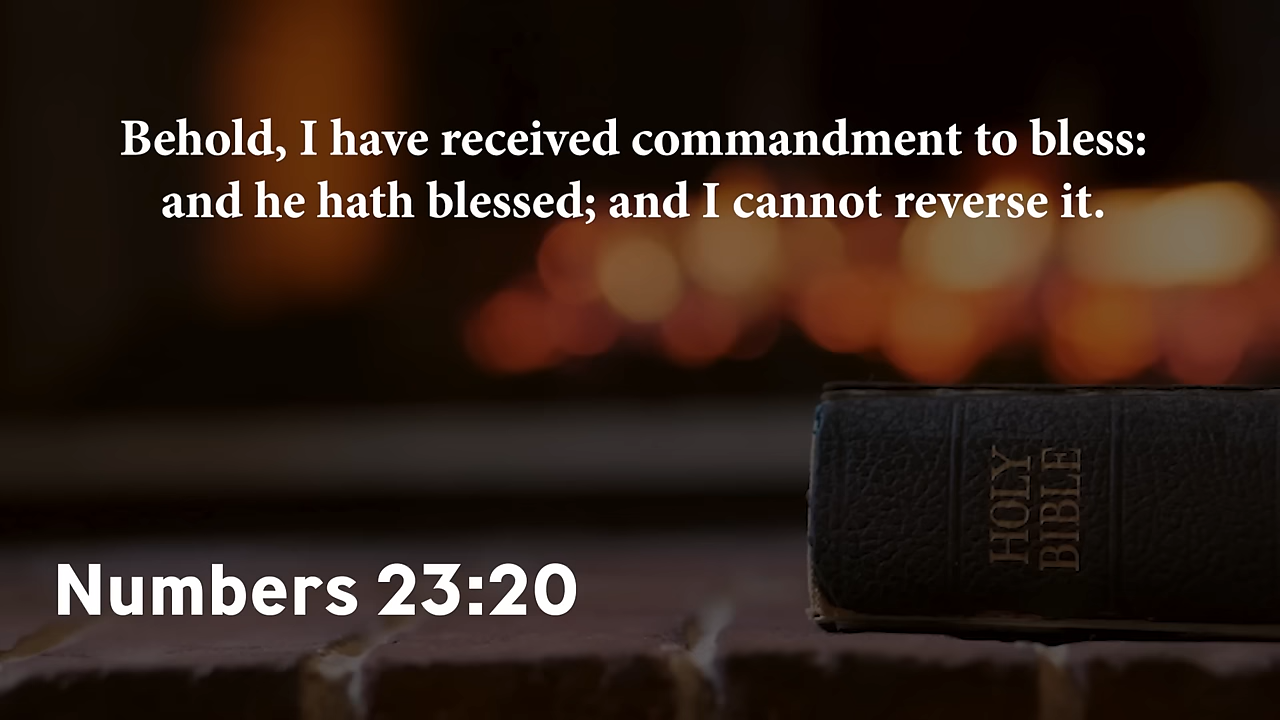 Behold, I have received commandment to bless:
and he hath blessed; and I cannot reverse it.
HOLY
BIBLE
Numbers 23:20